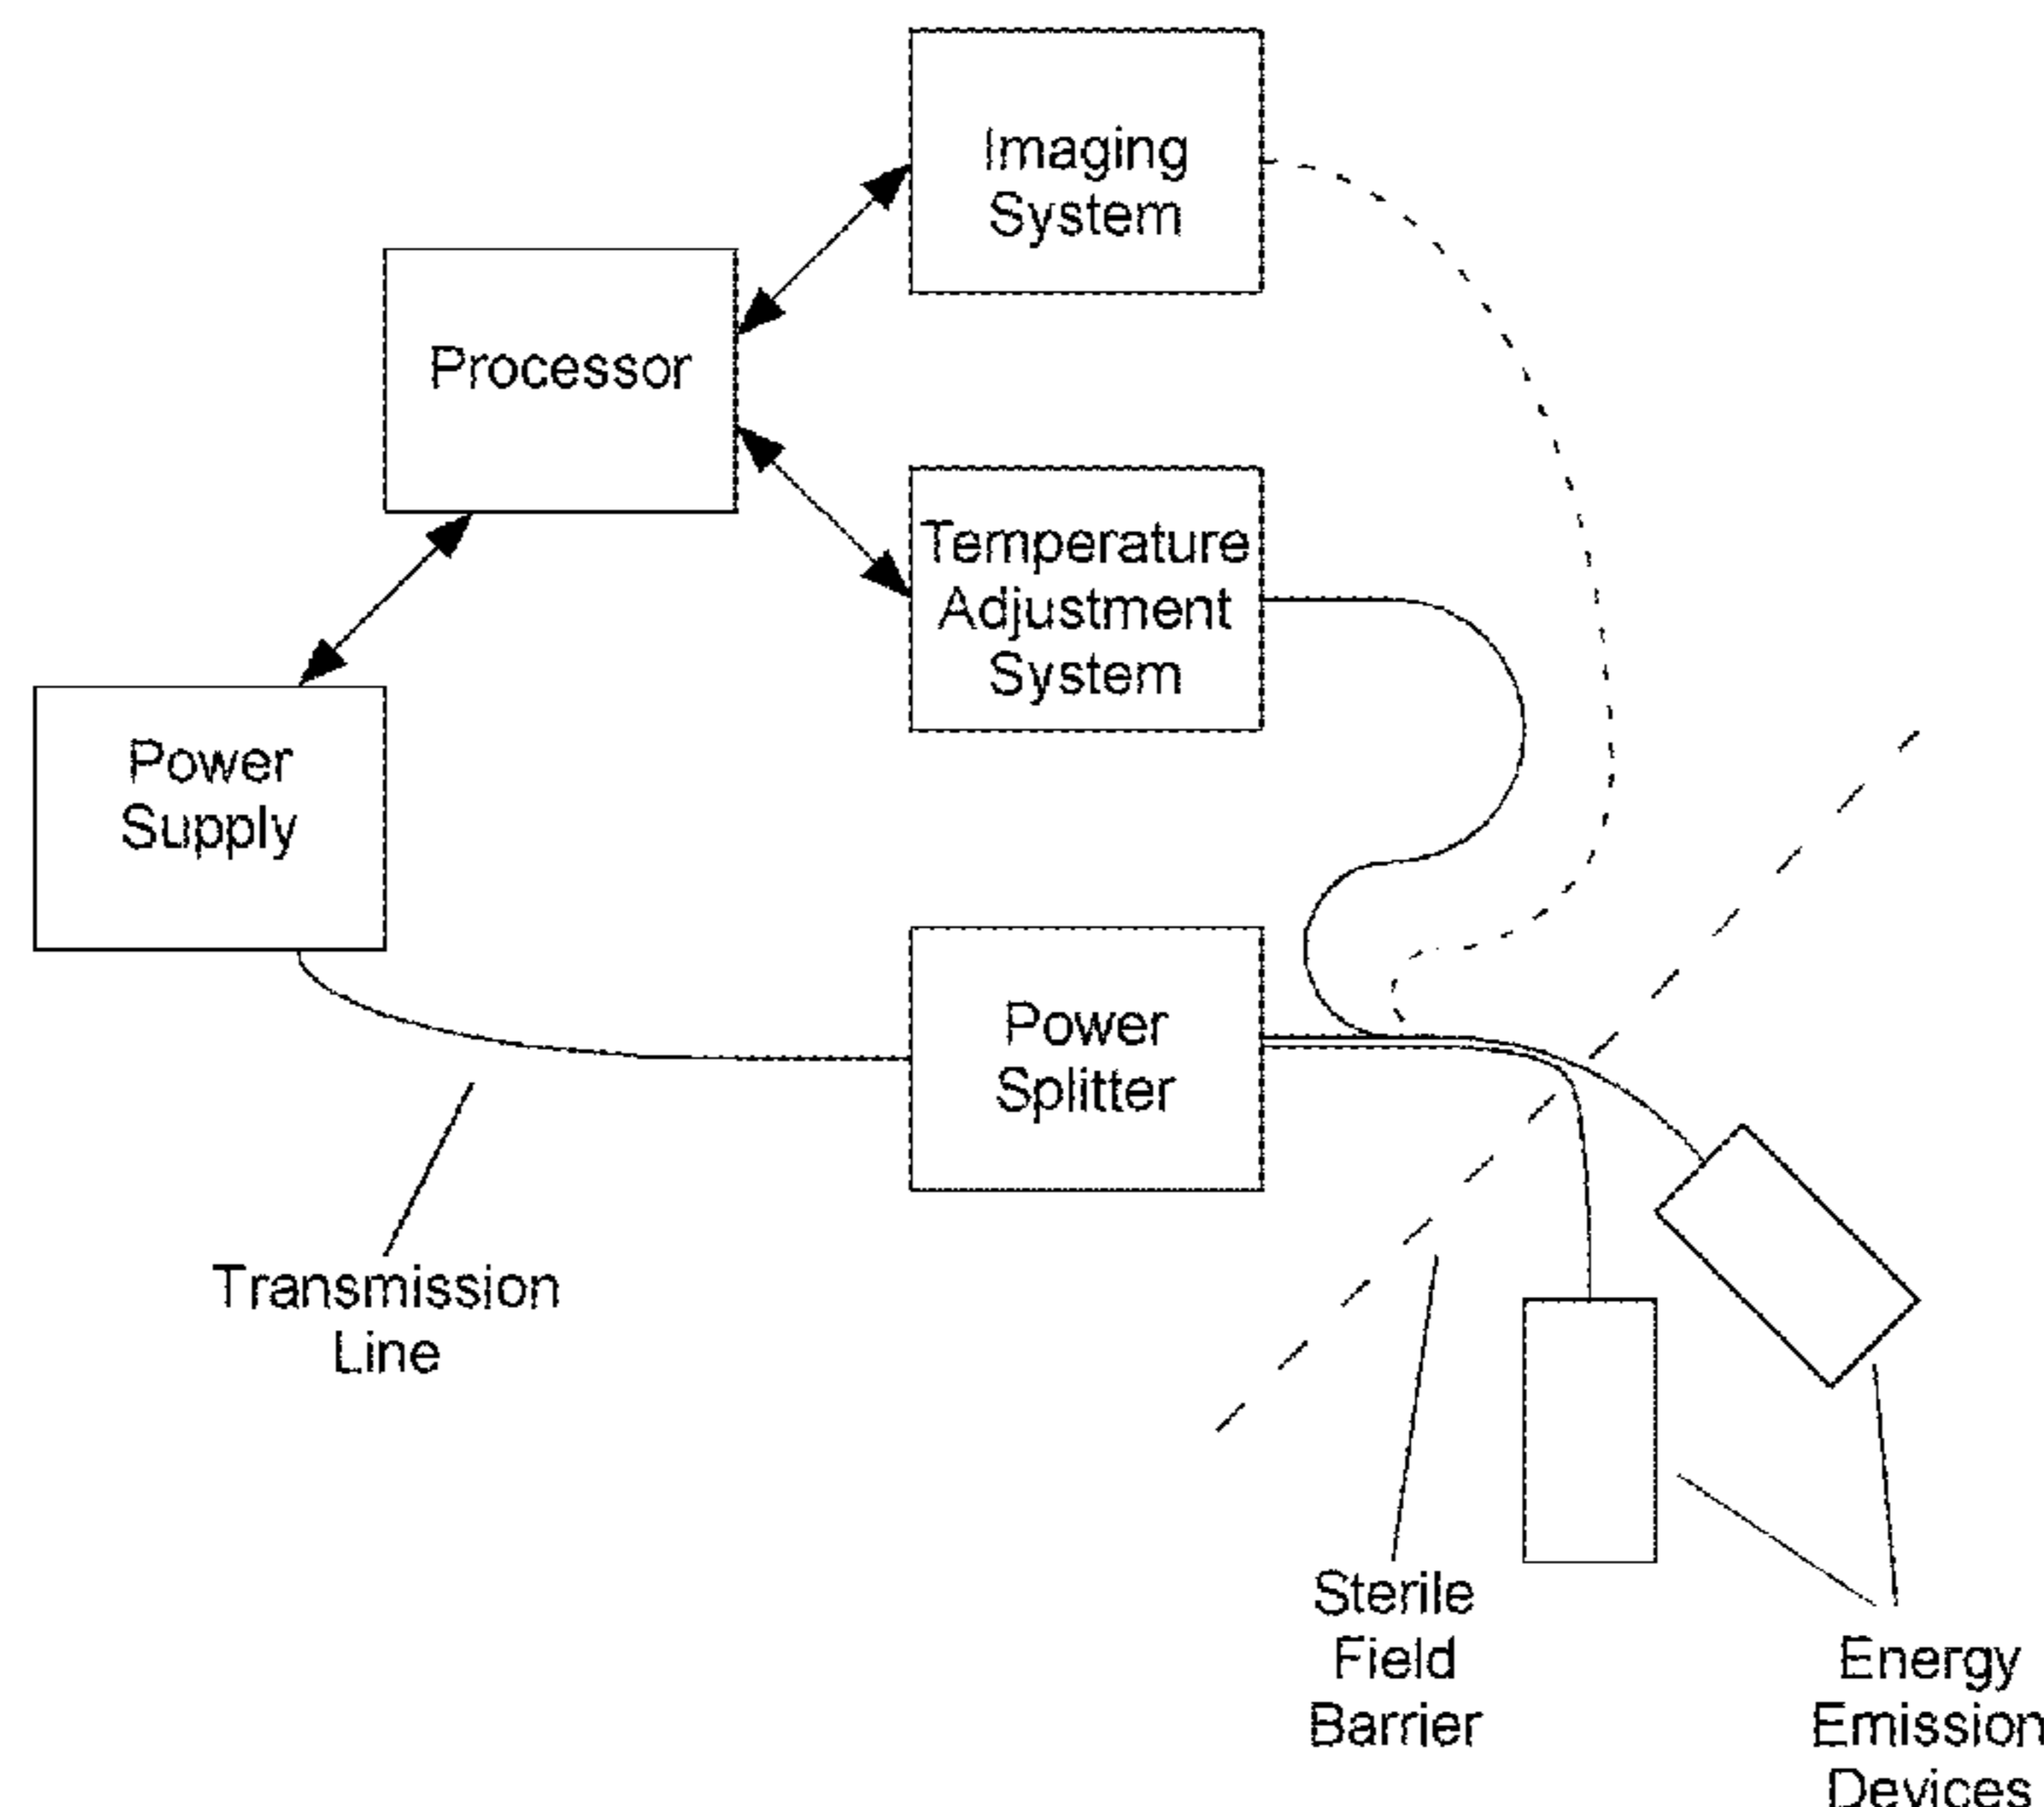 Imaging
System
Processor
Temperature
Adjustment
System
Power
Supply
Power
Splitter
Transmission
Line
Sterile
Field
Barrier
Energy
Emission
Devices